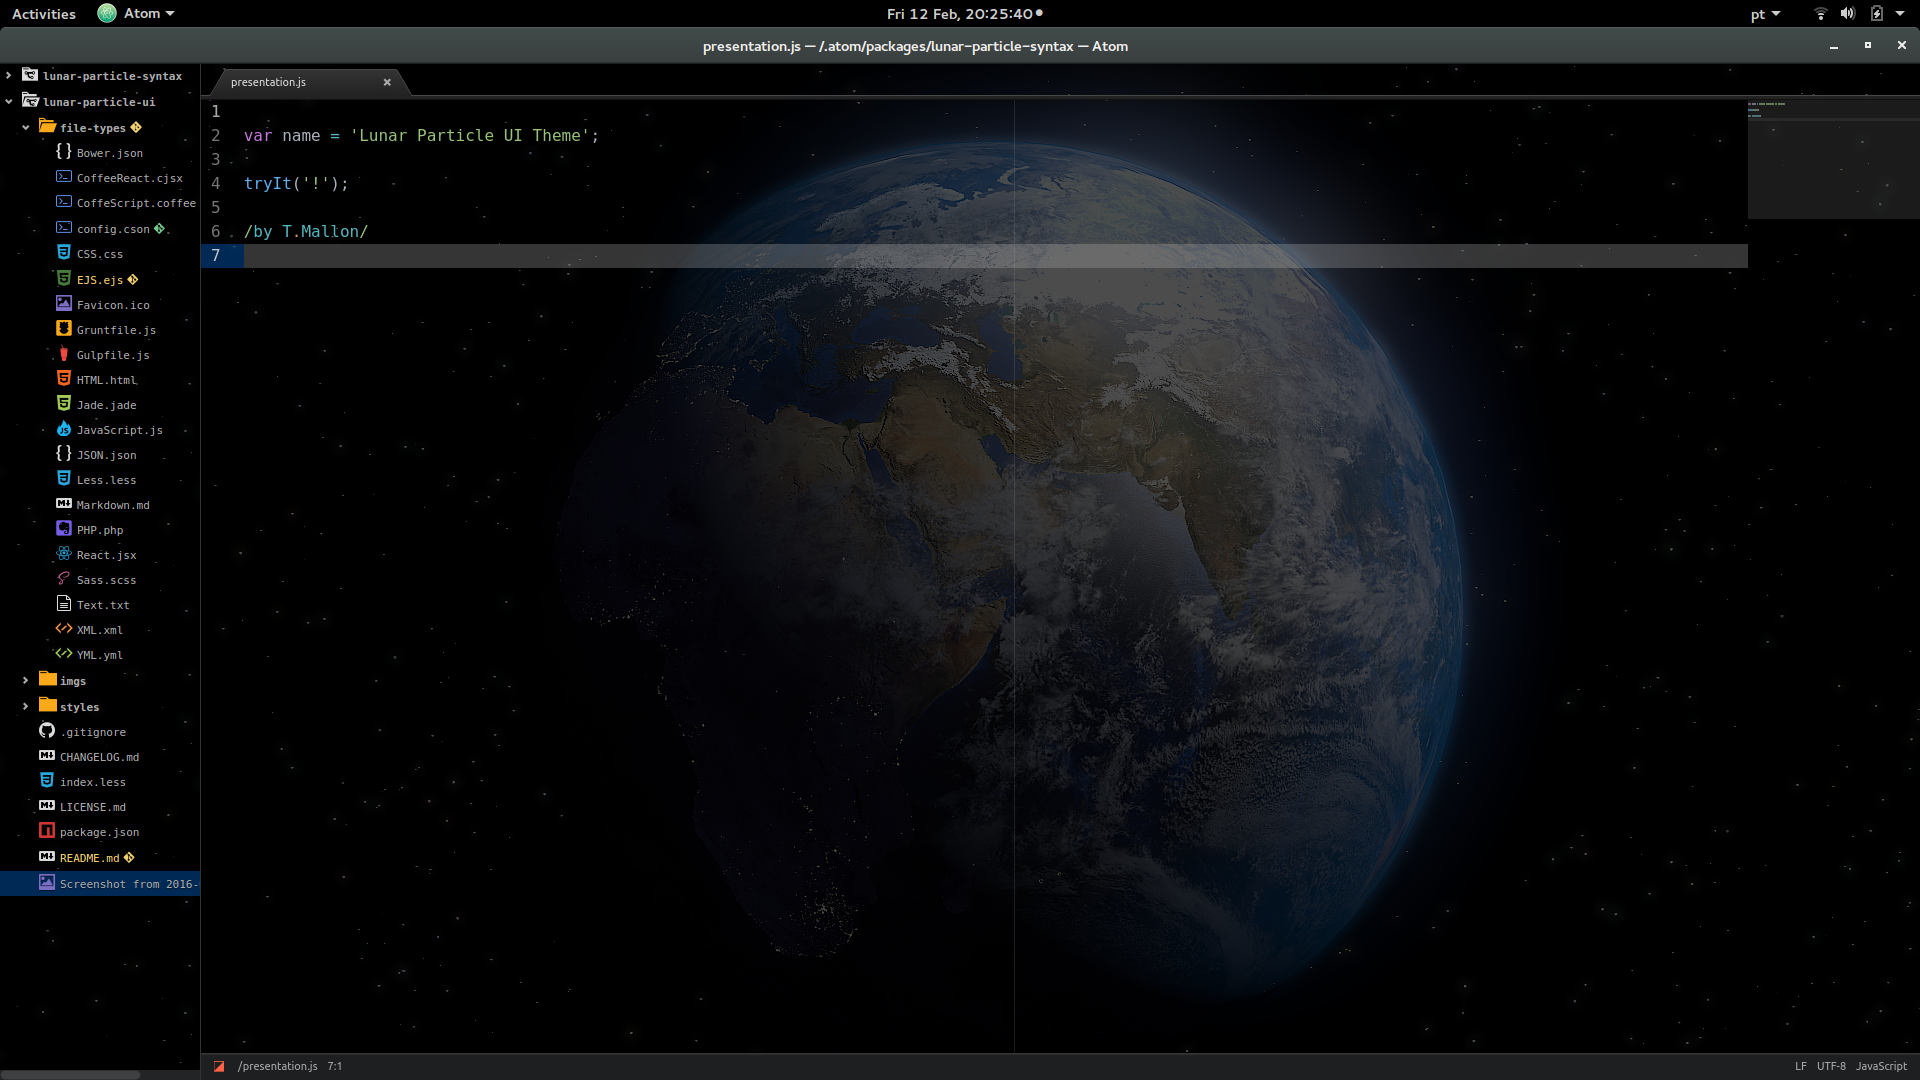 Activities Atom Fri 12 Feb, 20:25:40 pt
presentation.js — /.atom/packages/lunar-particle-syntax — Atom
lunar-particle-syntax
lunar-particle-ui
file-types
Bower.json
CoffeeReact.cjsx
CoffeScript.coffee
config.cson
CSS.css
EJS.ejs
Favicon.ico
Gruntfile.js
Gulpfile.js
HTML.html
Jade.jade
JavaScript.js
JSON.json
Less.less
Markdown.md
PHP.php
React.jsx
Sass.scss
Text.txt
XML.xml
YML.yml
imgs
styles
.gitignore
CHANGELOG.md
index.less
LICENSE.md
package.json
README.md
Screenshot from 2016-
presentation.js
1
2 var name = 'Lunar Particle UI Theme';
3
4 tryIt('!');
5
6 /by T.Mallon/
7
/presentation.js 7:1 LF UTF-8 JavaScript